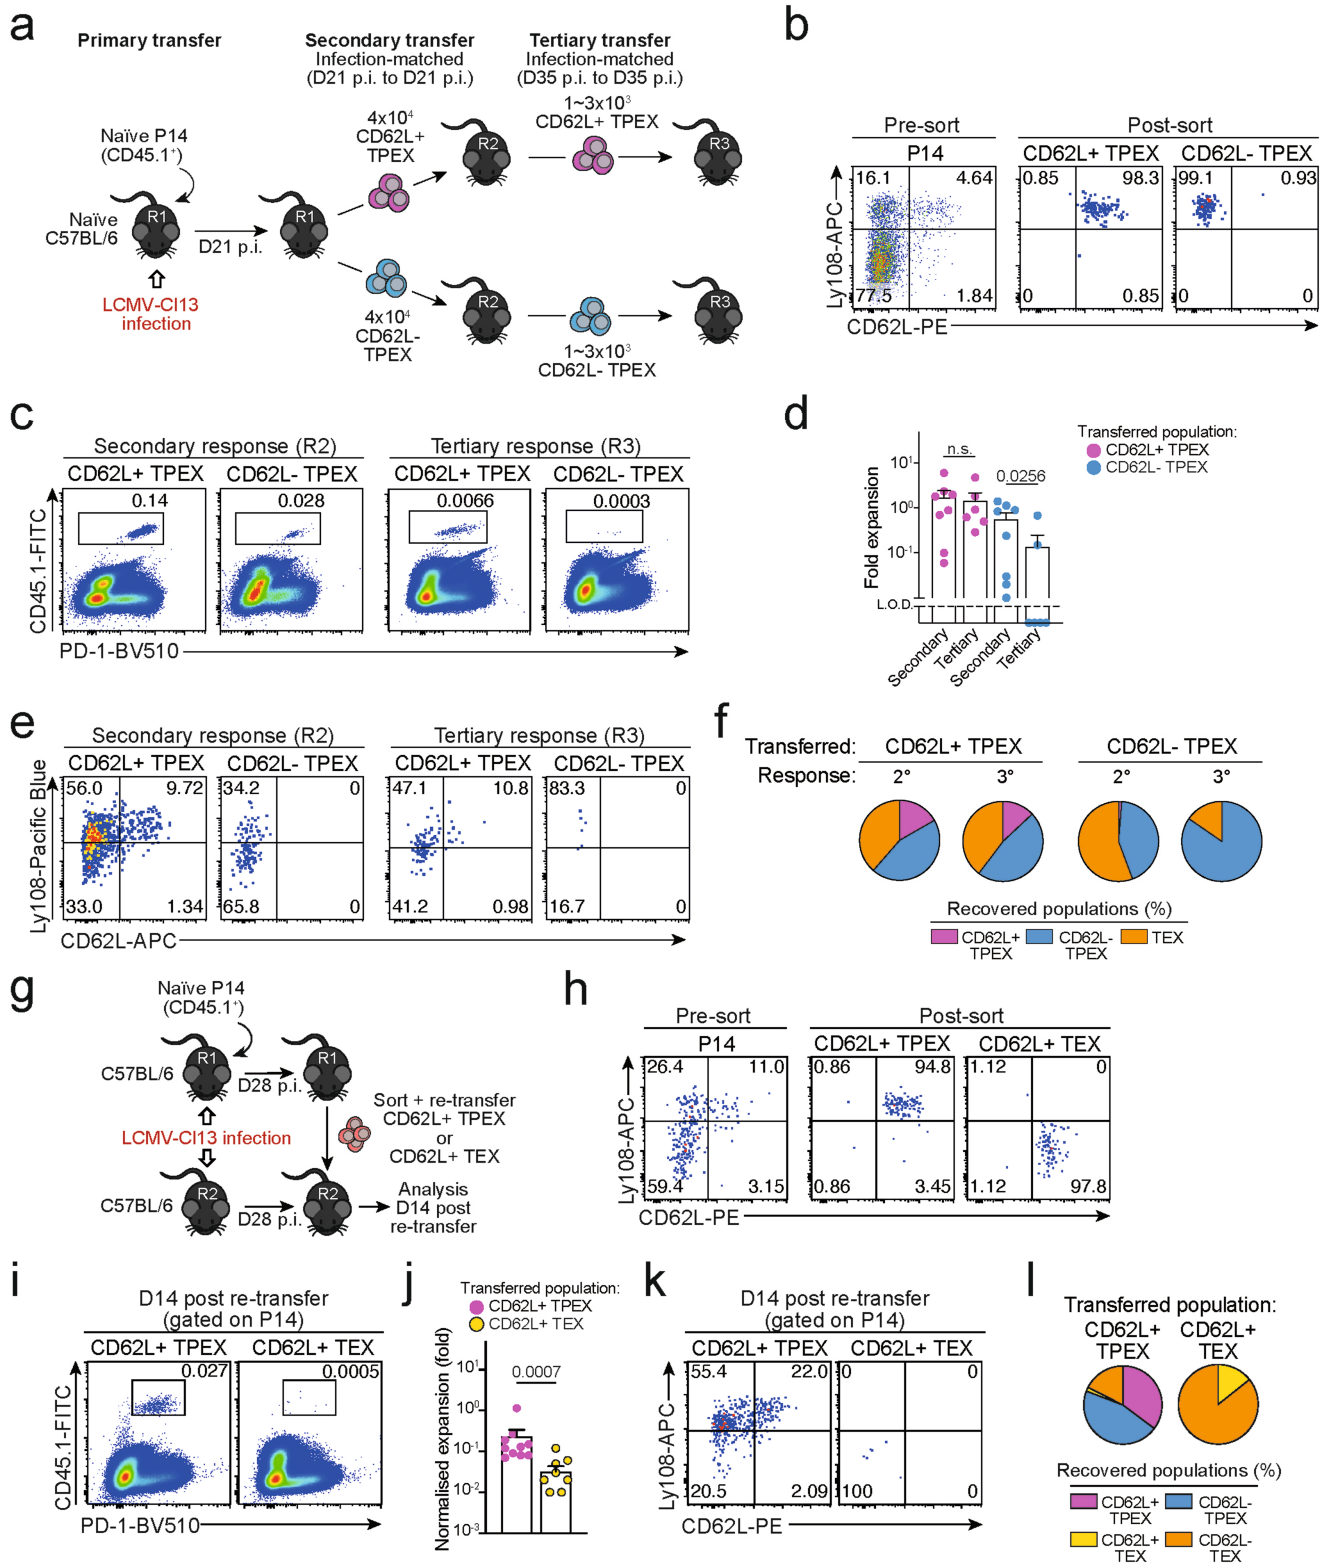 a
Primary transfer
Secondary transfer
Infection-matched
(D21 p.i. to D21 p.i.)
Tertiary transfer
Infection-matched
(D35 p.i. to D35 p.i.)
Naïve P14
(CD45.1⁺)
Naïve
C57BL/6
R1
D21 p.i.
R1
LCMV-Cl13
infection
4x10⁴
CD62L+
TPEX
R2
1~3x10³
CD62L+ TPEX
R3
4x10⁴
CD62L-
TPEX
R2
1~3x10³
CD62L- TPEX
R3
b
Pre-sort
Post-sort
P14
CD62L+ TPEX
CD62L- TPEX
16.1
4.64
77.5
1.84
0.85
98.3
0
0.85
99.1
0.93
0
0
Ly108-APC
CD62L-PE
c
Secondary response (R2)
Tertiary response (R3)
CD62L+ TPEX
CD62L- TPEX
CD62L+ TPEX
CD62L- TPEX
0.14
0.028
0.0066
0.0003
CD45.1-FITC
PD-1-BV510
d
Transferred population:
CD62L+ TPEX
CD62L- TPEX
n.s.
0.0256
Fold expansion
10¹
10⁰
10⁻¹
L.O.D.
Secondary
Tertiary
Secondary
Tertiary
e
Secondary response (R2)
Tertiary response (R3)
CD62L+ TPEX
CD62L- TPEX
CD62L+ TPEX
CD62L- TPEX
56.0
9.72
33.0
1.34
34.2
0
65.8
0
47.1
10.8
41.2
0.98
83.3
0
16.7
0
Ly108-Pacific Blue
CD62L-APC
f
Transferred:
CD62L+ TPEX
CD62L- TPEX
Response:
2°
3°
2°
3°
Recovered populations (%)
CD62L+
TPEX
CD62L-
TPEX
TEX
g
Naïve P14
(CD45.1⁺)
C57BL/6
R1
D28 p.i.
R1
LCMV-Cl13 infection
Sort + re-transfer
CD62L+ TPEX
or
CD62L+ TEX
C57BL/6
R2
D28 p.i.
R2
Analysis
D14 post
re-transfer
h
Pre-sort
Post-sort
P14
CD62L+ TPEX
CD62L+ TEX
26.4
11.0
59.4
3.15
0.86
94.8
0.86
3.45
1.12
0
1.12
97.8
Ly108-APC
CD62L-PE
i
D14 post re-transfer
(gated on P14)
CD62L+ TPEX
CD62L+ TEX
0.027
0.0005
CD45.1-FITC
PD-1-BV510
j
Transferred population:
CD62L+ TPEX
CD62L+ TEX
0.0007
Normalised expansion (fold)
10¹
10⁰
10⁻¹
10⁻²
10⁻³
k
D14 post re-transfer
(gated on P14)
CD62L+ TPEX
CD62L+ TEX
55.4
22.0
20.5
2.09
0
0
100
0
Ly108-APC
CD62L-PE
l
Transferred population:
CD62L+
TPEX
CD62L+
TEX
Recovered populations (%)
CD62L+
TPEX
CD62L-
TPEX
CD62L+
TEX
CD62L-
TEX